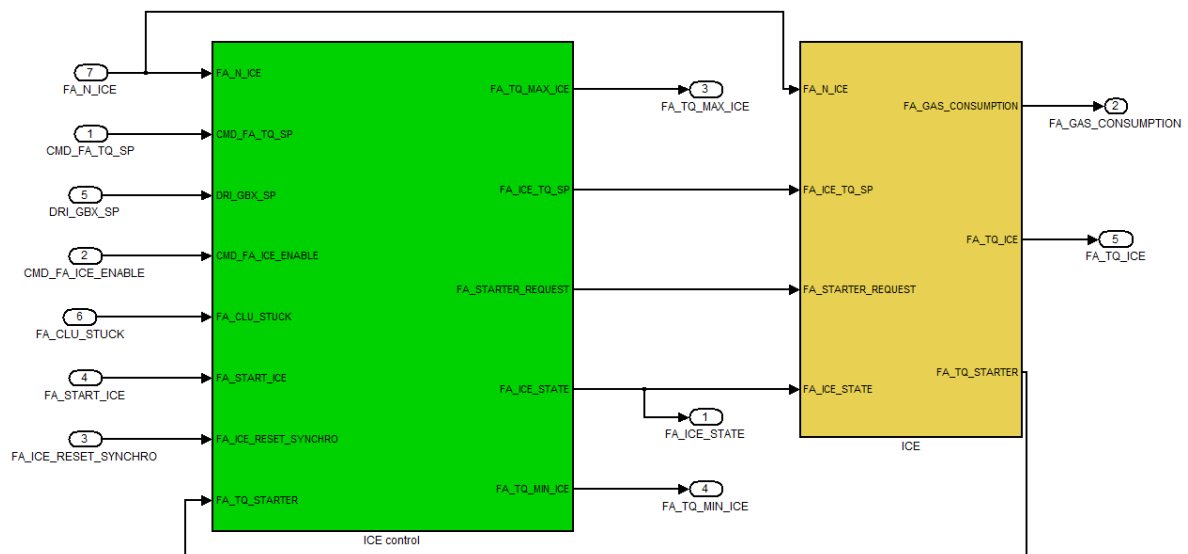 7
FA_N_ICE
1
CMD_FA_TQ_SP
5
DRI_GBX_SP
2
CMD_FA_ICE_ENABLE
6
FA_CLU_STUCK
4
FA_START_ICE
3
FA_ICE_RESET_SYNCHRO
FA_N_ICE
CMD_FA_TQ_SP
DRI_GBX_SP
CMD_FA_ICE_ENABLE
FA_CLU_STUCK
FA_START_ICE
FA_ICE_RESET_SYNCHRO
FA_TQ_STARTER
FA_TQ_MAX_ICE
FA_ICE_TQ_SP
FA_STARTER_REQUEST
FA_ICE_STATE
FA_TQ_MIN_ICE
ICE control
3
FA_TQ_MAX_ICE
1
FA_ICE_STATE
4
FA_TQ_MIN_ICE
FA_N_ICE
FA_ICE_TQ_SP
FA_STARTER_REQUEST
FA_ICE_STATE
FA_GAS_CONSUMPTION
FA_TQ_ICE
FA_TQ_STARTER
ICE
2
FA_GAS_CONSUMPTION
5
FA_TQ_ICE